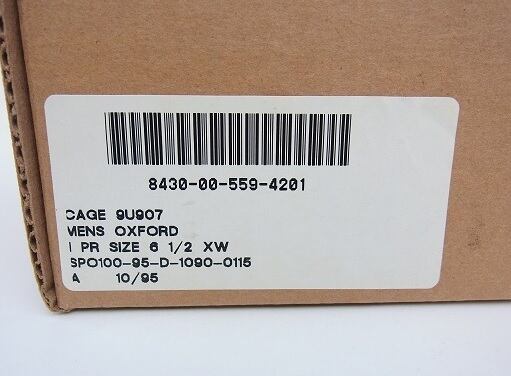 8430-00-559-4201
CAGE 9U907
MENS OXFORD
1 PR SIZE 6 1/2 XW
SPO100-95-D-1090-0115
A 10/95